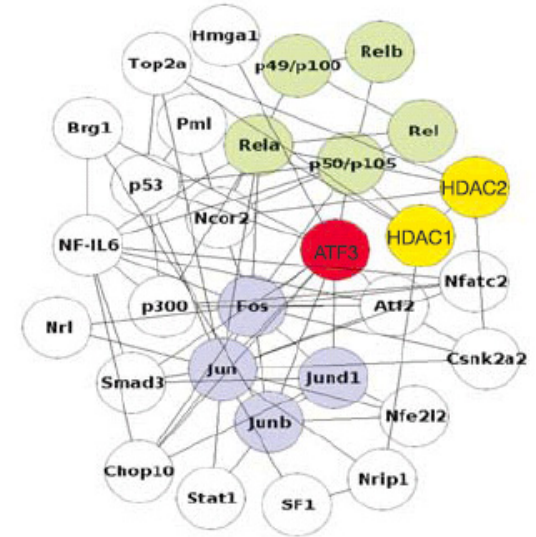 Hmga1
Relb
Top2a
p49/p100
Brg1
Pml
Rel
Rela
p50/p105
p53
HDAC2
Ncor2
NF-IL6
HDAC1
ATF3
Nfatc2
p300
Fos
Atf2
Nrl
Csnk2a2
Jun
Jund1
Smad3
Nfe2l2
Junb
Chop10
Nrip1
Stat1
SF1